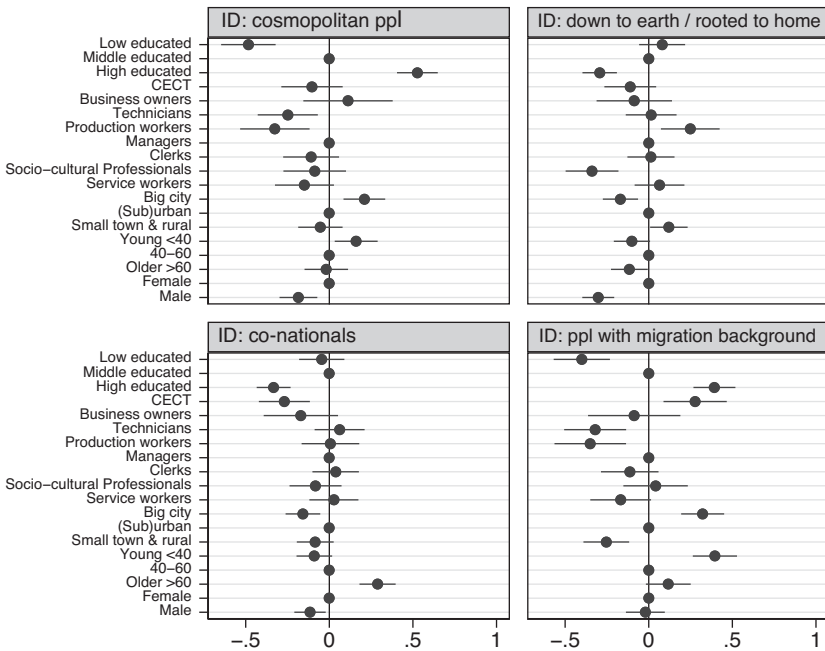 ID: cosmopolitan ppl
ID: down to earth / rooted to home
Low educated
Middle educated
High educated
CECT
Business owners
Technicians
Production workers
Managers
Clerks
Socio−cultural Professionals
Service workers
Big city
(Sub)urban
Small town & rural
Young <40
40−60
Older >60
Female
Male
ID: co-nationals
ID: ppl with migration background
Low educated
Middle educated
High educated
CECT
Business owners
Technicians
Production workers
Managers
Clerks
Socio−cultural Professionals
Service workers
Big city
(Sub)urban
Small town & rural
Young <40
40−60
Older >60
Female
Male
−.5 0 .5 1 −.5 0 .5 1